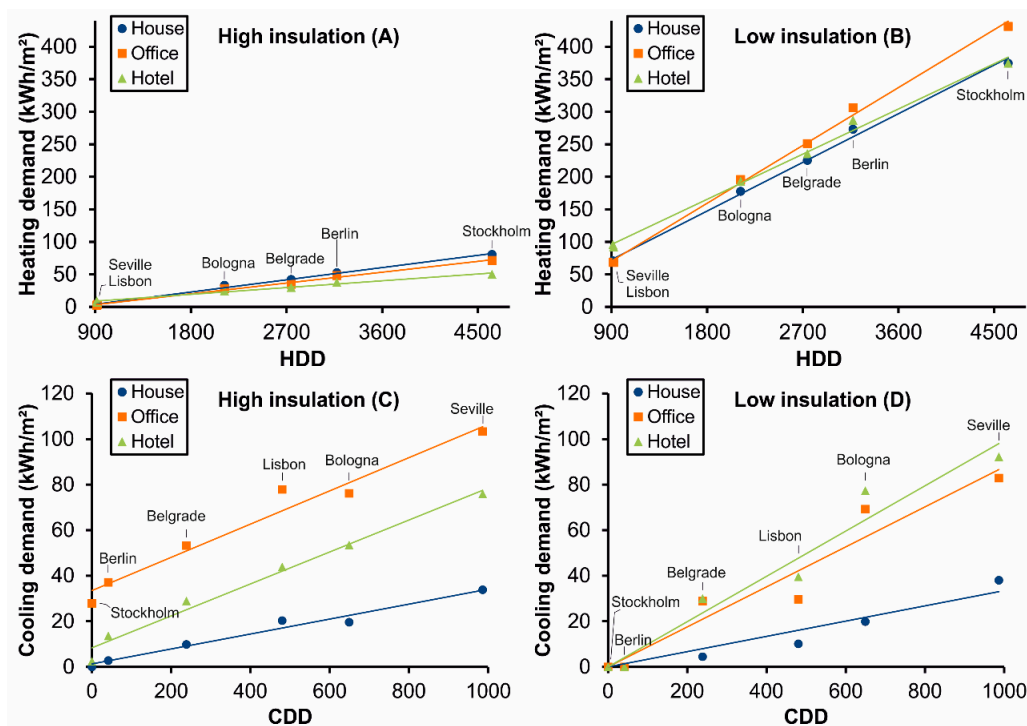 High insulation (A)
House
Office
Hotel
Heating demand (kWh/m²)
400
350
300
250
200
150
100
50
0
Seville
Lisbon
Bologna
Belgrade
Berlin
Stockholm
900 1800 2700 3600 4500
HDD
Low insulation (B)
House
Office
Hotel
Heating demand (kWh/m²)
400
350
300
250
200
150
100
50
0
Seville
Lisbon
Bologna
Belgrade
Berlin
Stockholm
900 1800 2700 3600 4500
HDD
High insulation (C)
House
Office
Hotel
Cooling demand (kWh/m²)
120
100
80
60
40
20
0
Stockholm
Berlin
Belgrade
Lisbon
Bologna
Seville
0 200 400 600 800 1000
CDD
Low insulation (D)
House
Office
Hotel
Cooling demand (kWh/m²)
120
100
80
60
40
20
0
Stockholm
Berlin
Belgrade
Lisbon
Bologna
Seville
0 200 400 600 800 1000
CDD